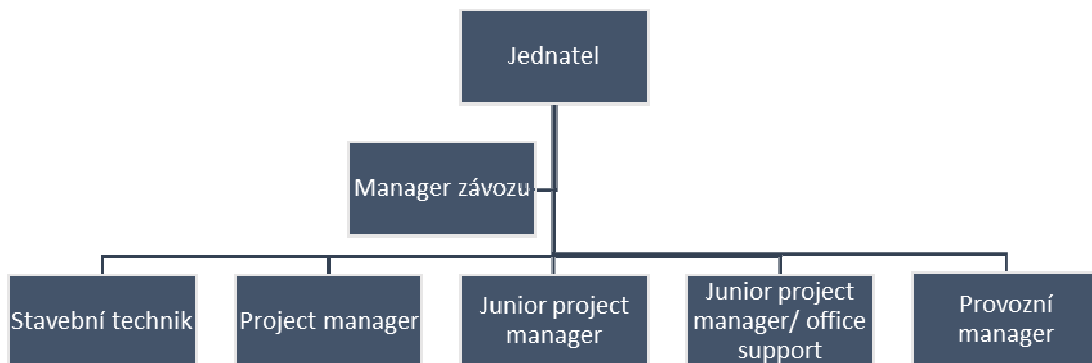 Jednatel
Manager závozu
Stavební technik
Project manager
Junior project
manager
Junior project
manager/ office
support
Provozní
manager